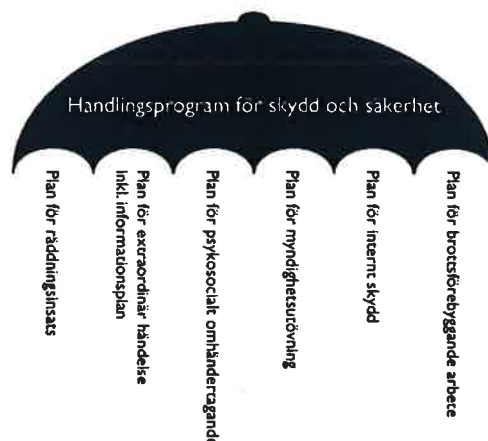 Handlingsprogram för skydd och säkerhet
Plan för räddningsinsats
Plan för extraordinär händelse
inkl. informationsplan
Plan för psykosocialt omhändertagande
Plan för myndighetsutövning
Plan för internt skydd
Plan för brottsförebyggande arbete